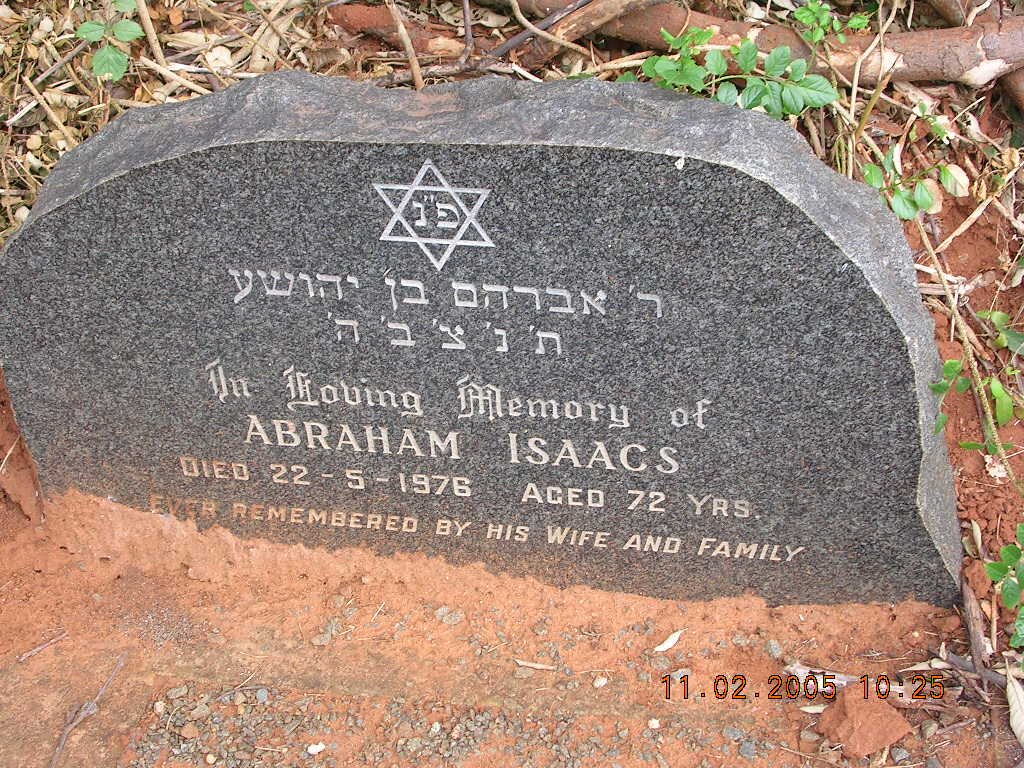 פ"נ
ר' אברהם בן יהושע
ת' נ' צ' ב' ה'
In Loving Memory of
ABRAHAM ISAACS
DIED 22-5-1976 AGED 72 YRS.
EVER REMEMBERED BY HIS WIFE AND FAMILY
11.02.2005 10:25